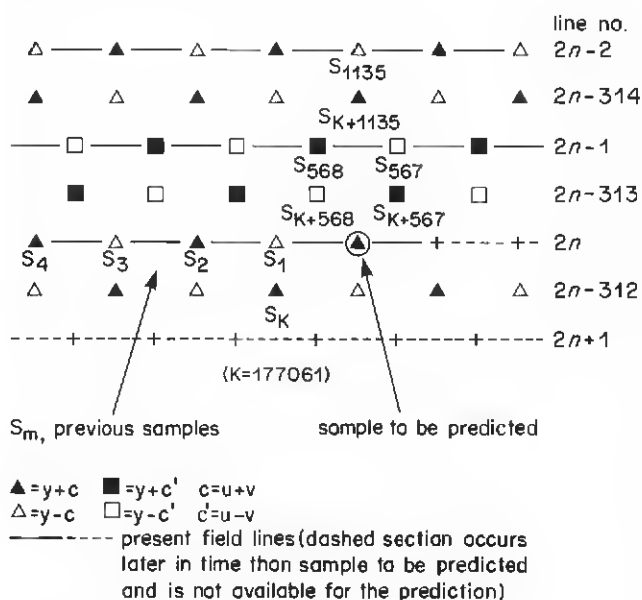 line no.
2n-2
S1135
2n-314
SK+1135
2n-1
S568 S567
2n-313
SK+568 SK+567
2n
S4 S3 S2 S1
2n-312
SK
2n+1
(K=177061)
Sm, previous samples sample to be predicted
▲=y+c ■=y+c' c=u+v
△=y-c □=y-c' c'=u-v
present field lines (dashed section occurs
later in time than sample to be predicted
and is not available for the prediction)